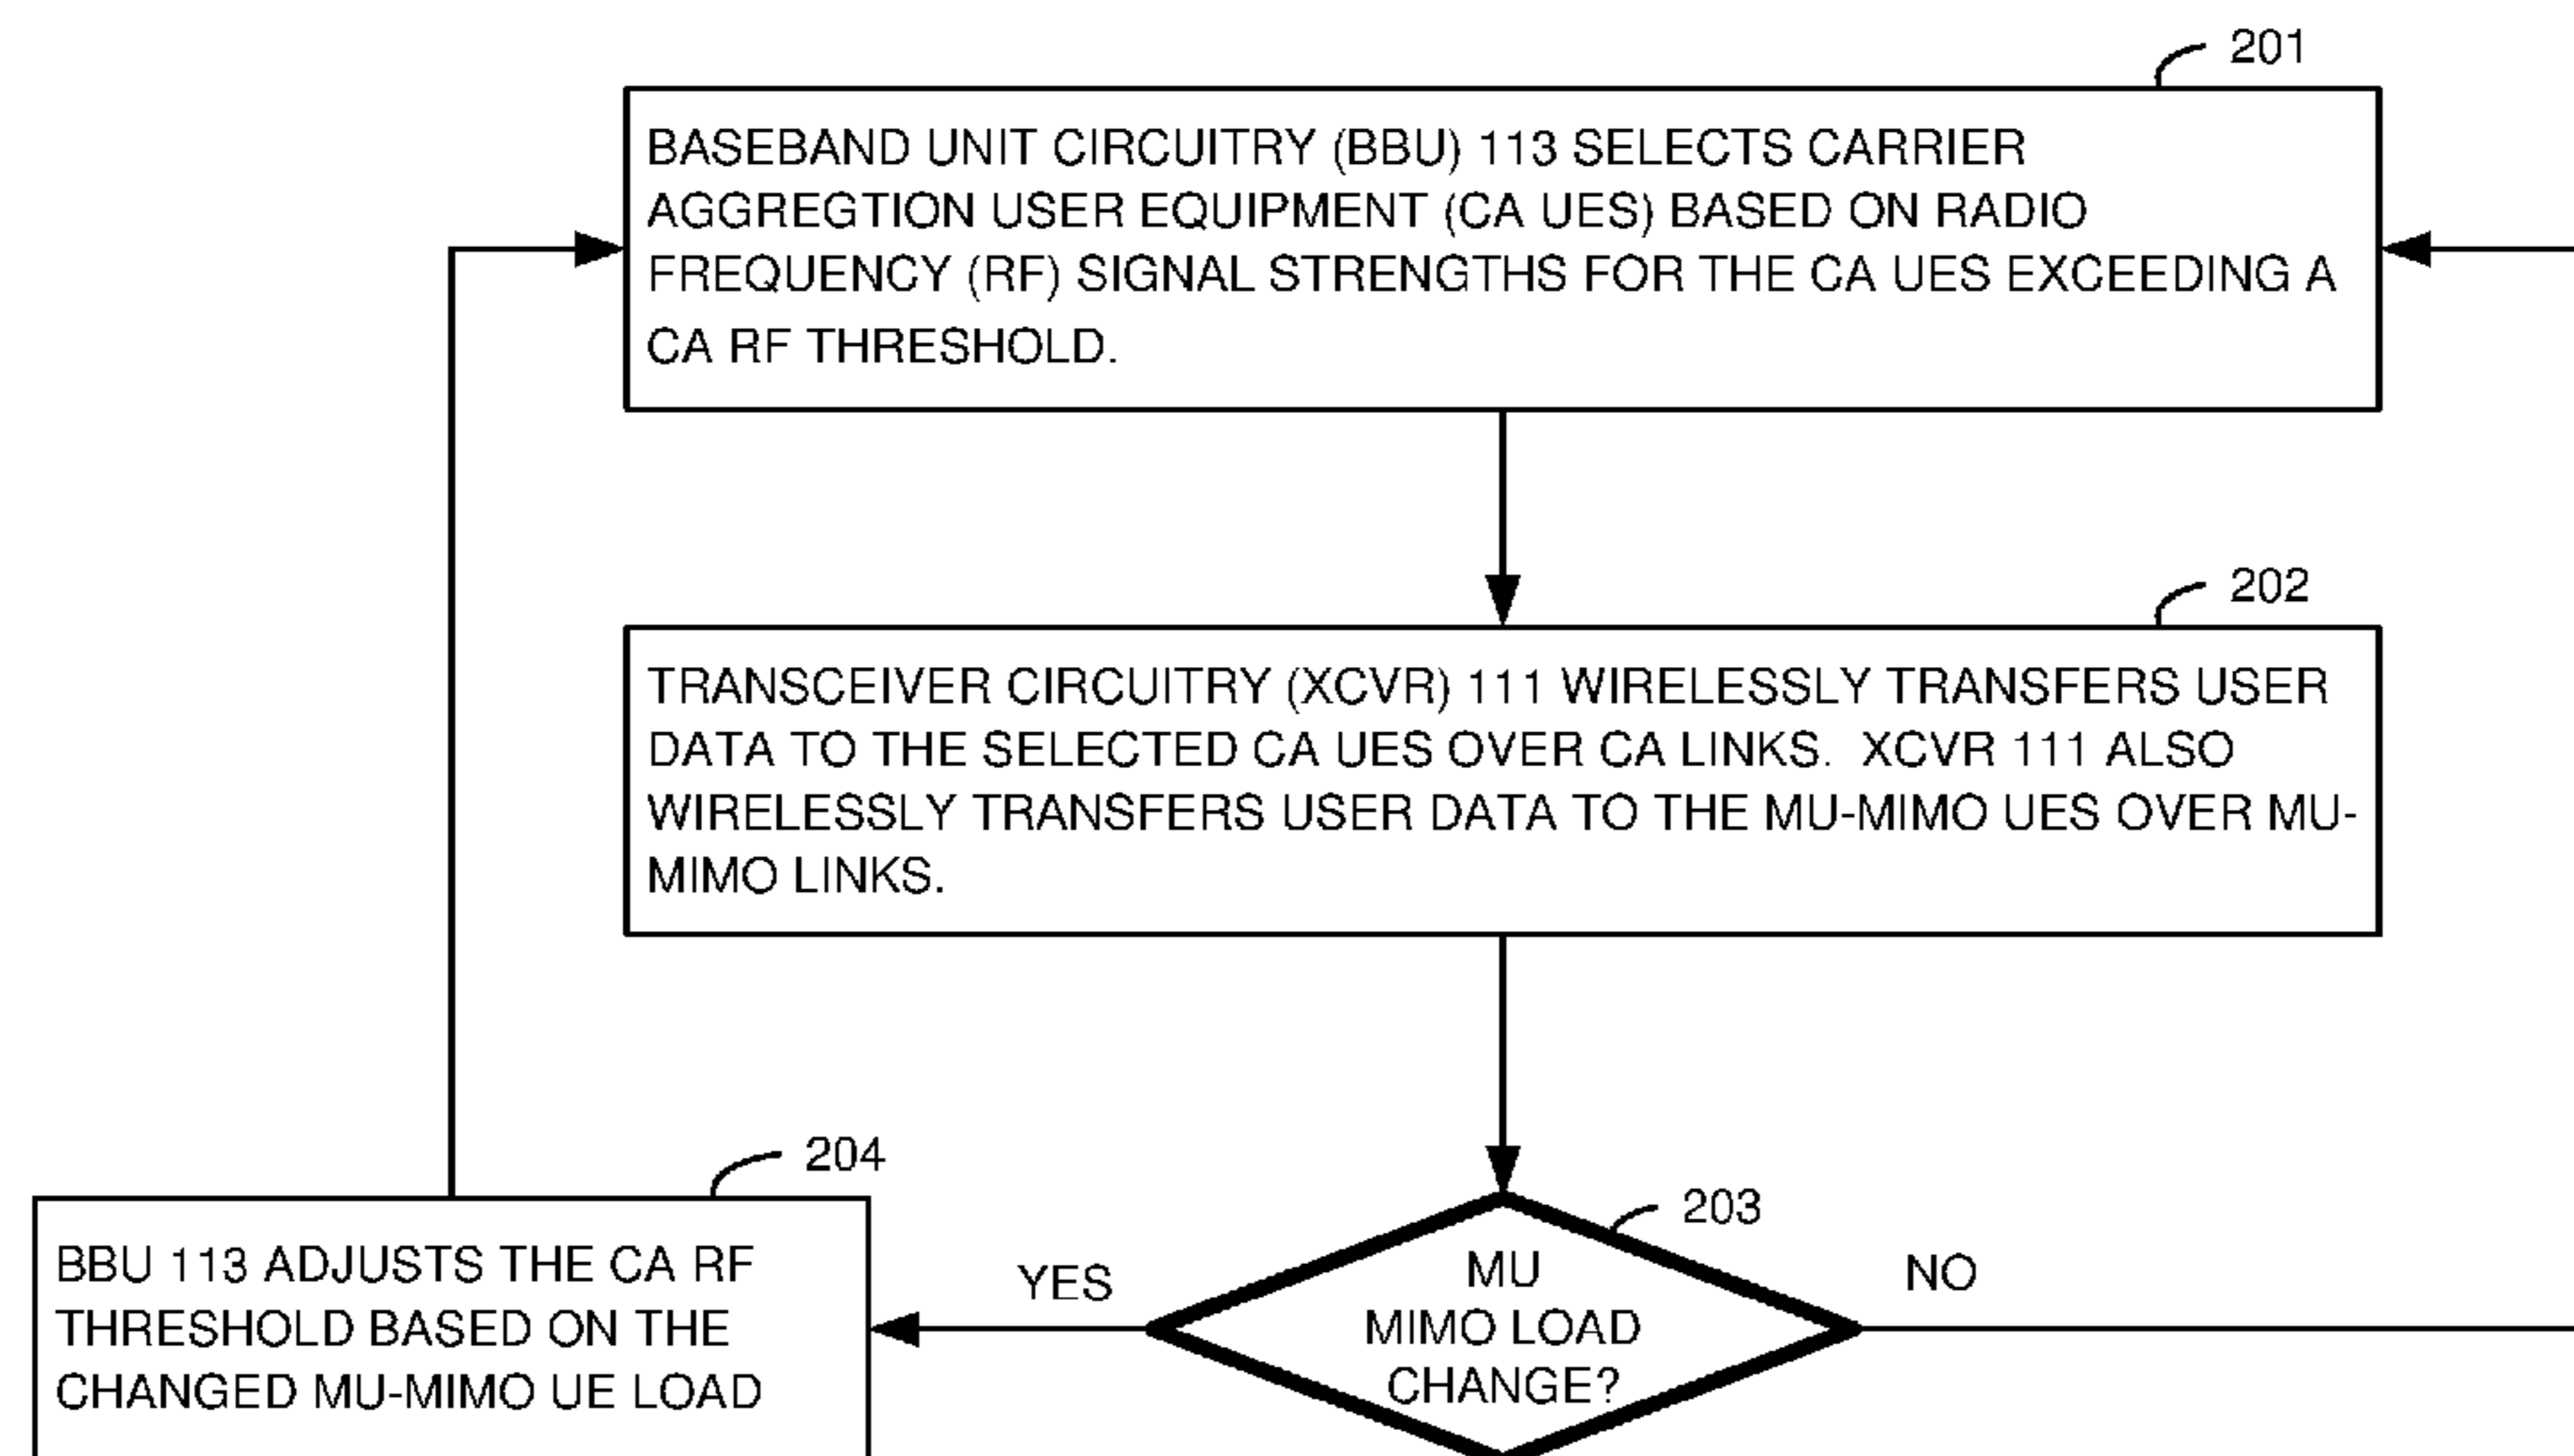 201
BASEBAND UNIT CIRCUITRY (BBU) 113 SELECTS CARRIER
AGGREGTION USER EQUIPMENT (CA UES) BASED ON RADIO
FREQUENCY (RF) SIGNAL STRENGTHS FOR THE CA UES EXCEEDING A
CA RF THRESHOLD.
202
TRANSCEIVER CIRCUITRY (XCVR) 111 WIRELESSLY TRANSFERS USER
DATA TO THE SELECTED CA UES OVER CA LINKS.  XCVR 111 ALSO
WIRELESSLY TRANSFERS USER DATA TO THE MU-MIMO UES OVER MU-
MIMO LINKS.
204
BBU 113 ADJUSTS THE CA RF
THRESHOLD BASED ON THE
CHANGED MU-MIMO UE LOAD
YES
203
MU
MIMO LOAD
CHANGE?
NO